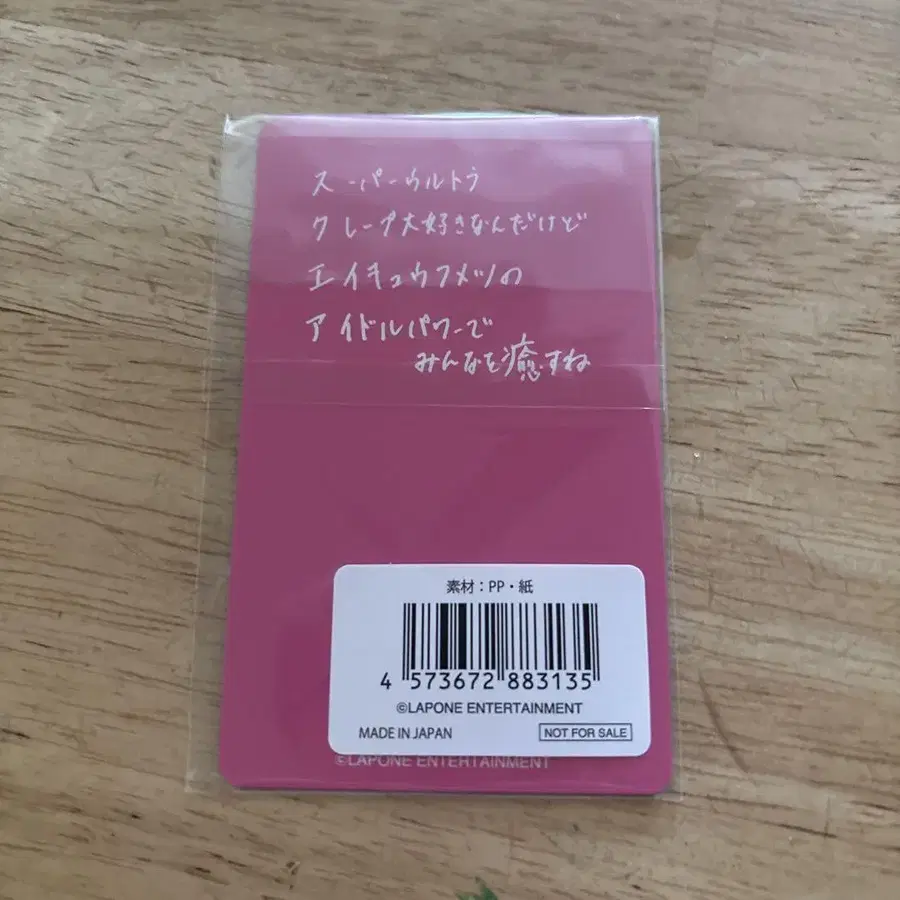 スーパーウルトラ
クレープ大好きなんだけど
エイキュウフメツの
アイドルパワーで
みんなを癒すね
素材：PP・紙
4 573672 883135
©LAPONE ENTERTAINMENT
MADE IN JAPAN NOT FOR SALE
©LAPONE ENTERTAINMENT